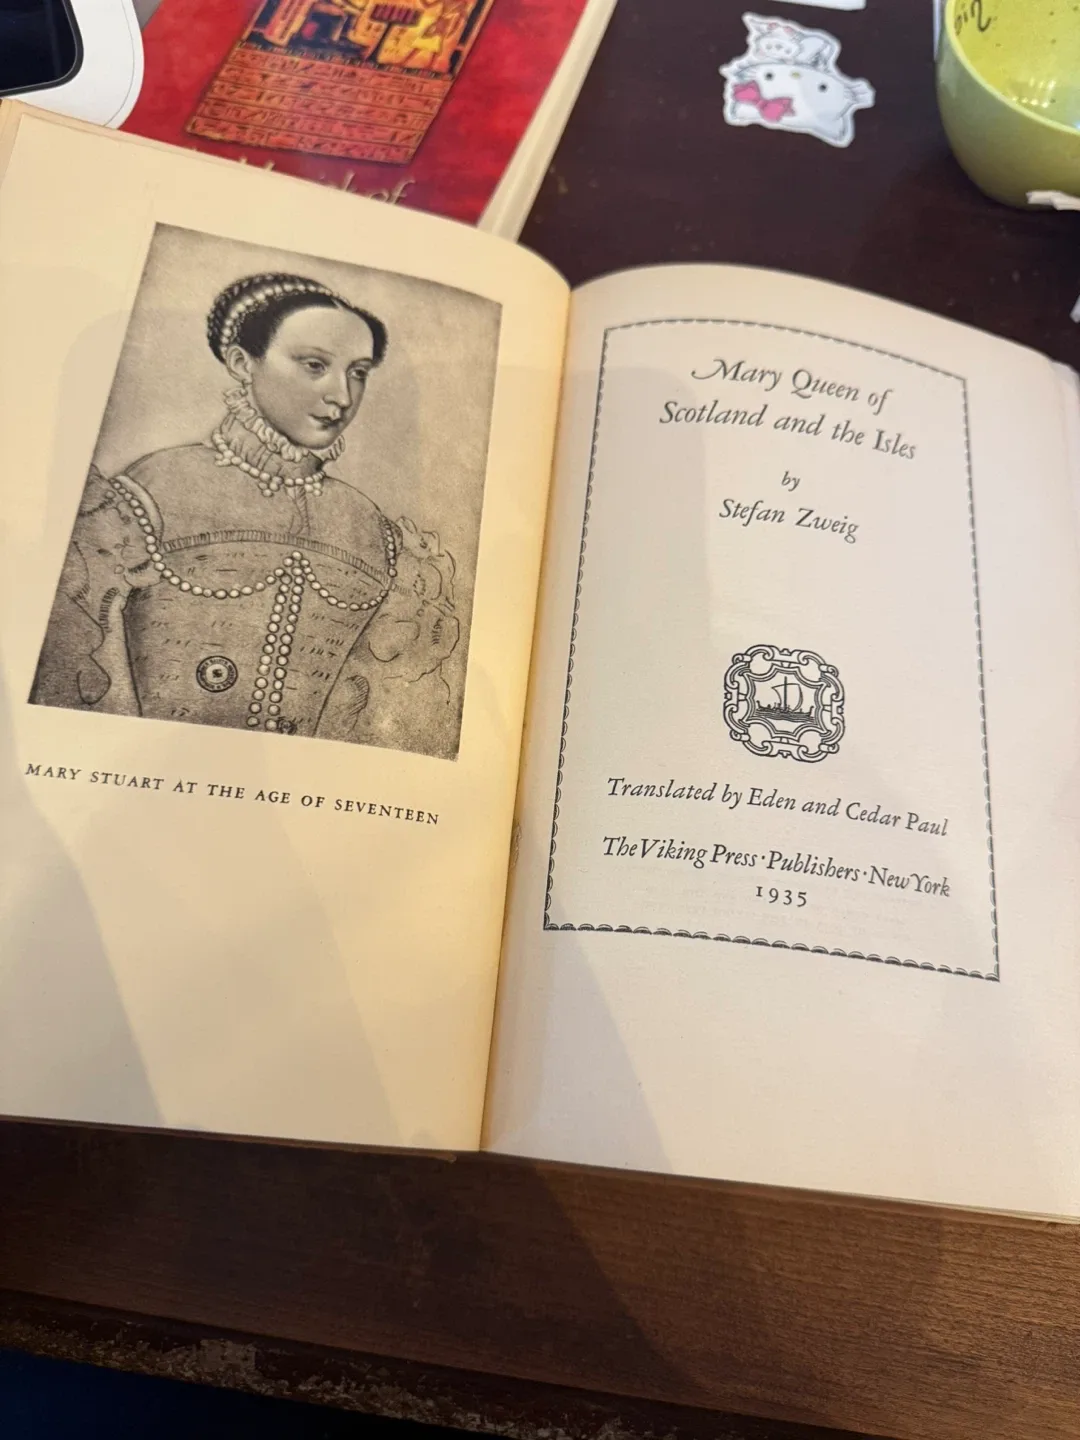 MARY STUART AT THE AGE OF SEVENTEEN
Mary Queen of
Scotland and the Isles
by
Stefan Zweig
Translated by Eden and Cedar Paul
The Viking Press·Publishers·New York
1935